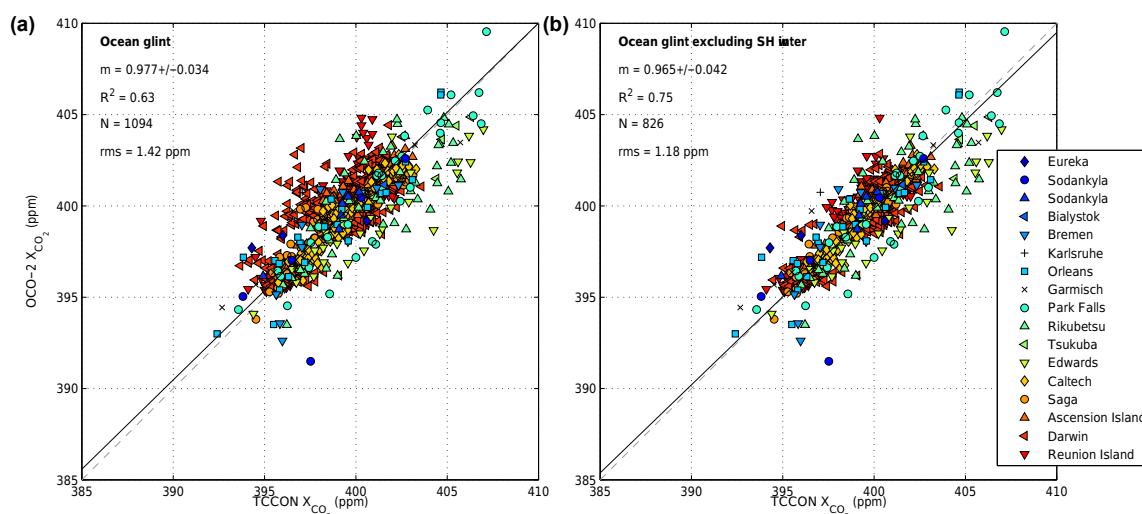 (a)
Ocean glint
m = 0.977+/−0.034
R2 = 0.63
N = 1094
rms = 1.42 ppm
410
405
400
395
390
385
OCO−2 XCO2 (ppm)
385
390
395
400
405
410
TCCON XCO2 (ppm)
(b)
Ocean glint excluding SH
m = 0.965+/−0.042
R2 = 0.75
N = 826
rms = 1.18 ppm
410
405
400
395
390
385
385
390
395
400
405
410
TCCON XCO2 (ppm)
Eureka
Sodankyla
Sodankyla
Bialystok
Bremen
Karlsruhe
Orleans
Garmisch
Park Falls
Rikubetsu
Tsukuba
Edwards
Caltech
Saga
Ascension Island
Darwin
Reunion Island